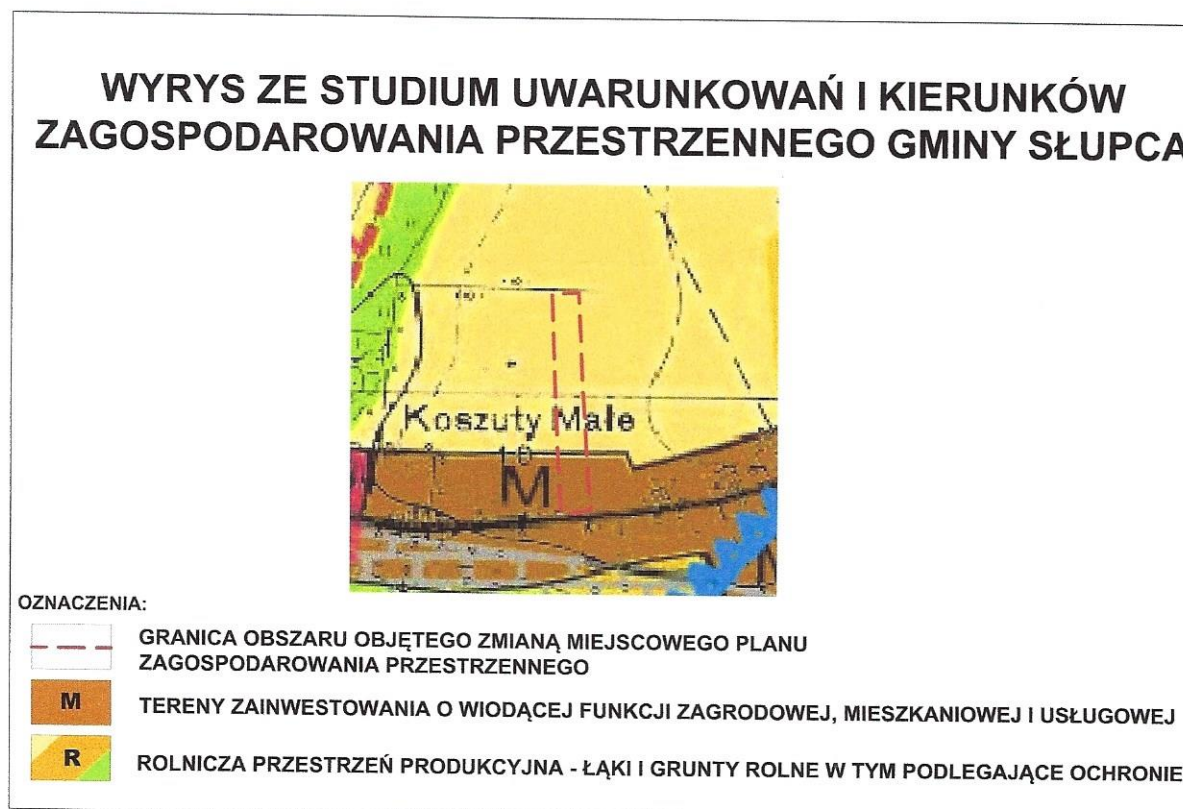 WYRYS ZE STUDIUM UWARUNKOWAŃ I KIERUNKÓW
ZAGOSPODAROWANIA PRZESTRZENNEGO GMINY SŁUPCA
Koszuty Małe
M
OZNACZENIA:
GRANICA OBSZARU OBJĘTEGO ZMIANĄ MIEJSCOWEGO PLANU
ZAGOSPODAROWANIA PRZESTRZENNEGO
M TERENY ZAINWESTOWANIA O WIODĄCEJ FUNKCJI ZAGRODOWEJ, MIESZKANIOWEJ I USŁUGOWEJ
R ROLNICZA PRZESTRZEŃ PRODUKCYJNA - ŁĄKI I GRUNTY ROLNE W TYM PODLEGAJĄCE OCHRONIE